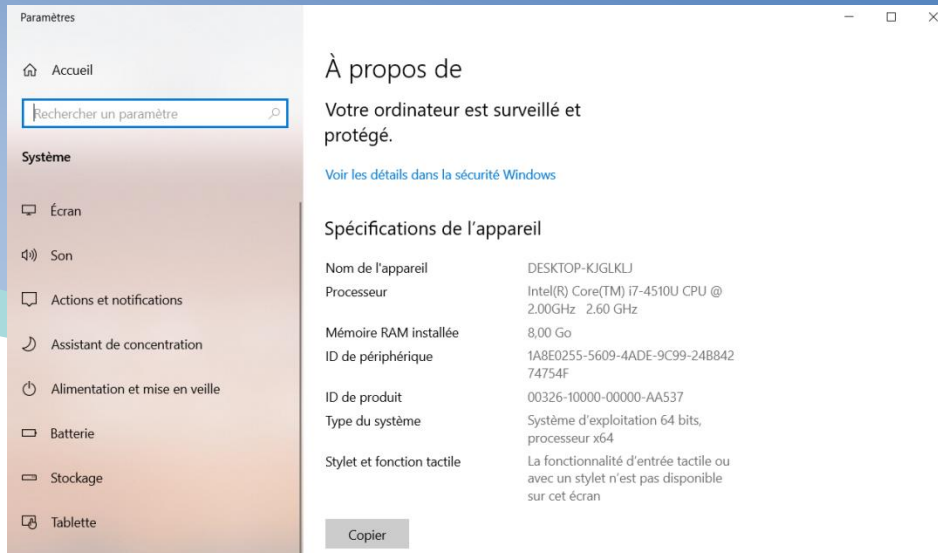 Paramètres
Accueil
Rechercher un paramètre
Système
Écran
Son
Actions et notifications
Assistant de concentration
Alimentation et mise en veille
Batterie
Stockage
Tablette
À propos de
Votre ordinateur est surveillé et
protégé.
Voir les détails dans la sécurité Windows
Spécifications de l'appareil
Nom de l'appareil DESKTOP-KJGLKLJ
Processeur Intel(R) Core(TM) i7-4510U CPU @
2.00GHz 2.60 GHz
Mémoire RAM installée 8,00 Go
ID de périphérique 1A8E0255-5609-4ADE-9C99-24B842
74754F
ID de produit 00326-10000-00000-AA537
Type du système Système d'exploitation 64 bits,
processeur x64
Stylet et fonction tactile La fonctionnalité d'entrée tactile ou
avec un stylet n'est pas disponible
sur cet écran
Copier